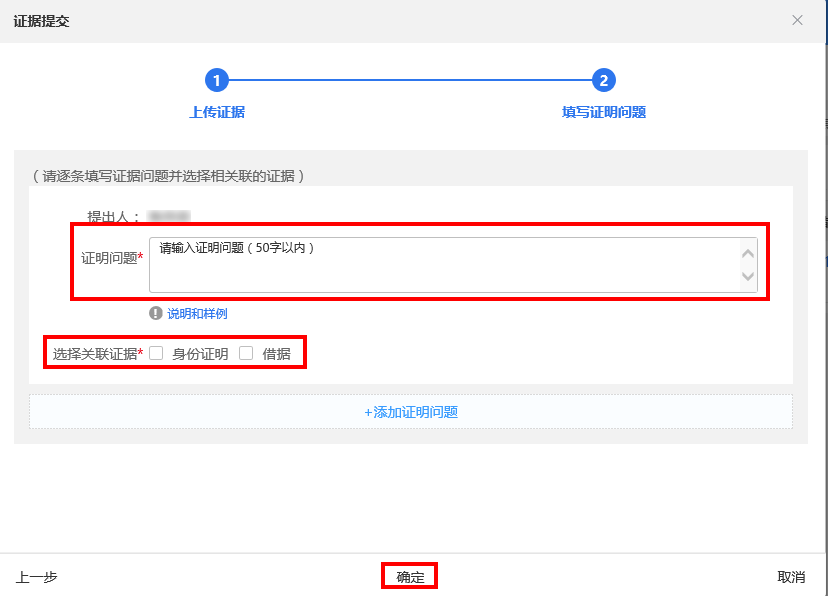 证据提交
1
2
上传证据
填写证明问题
（请逐条填写证据问题并选择相关联的证据）
提出人：
证明问题*
请输入证明问题（50字以内）
说明和样例
选择关联证据* 身份证明 借据
+添加证明问题
上一步
确定
取消